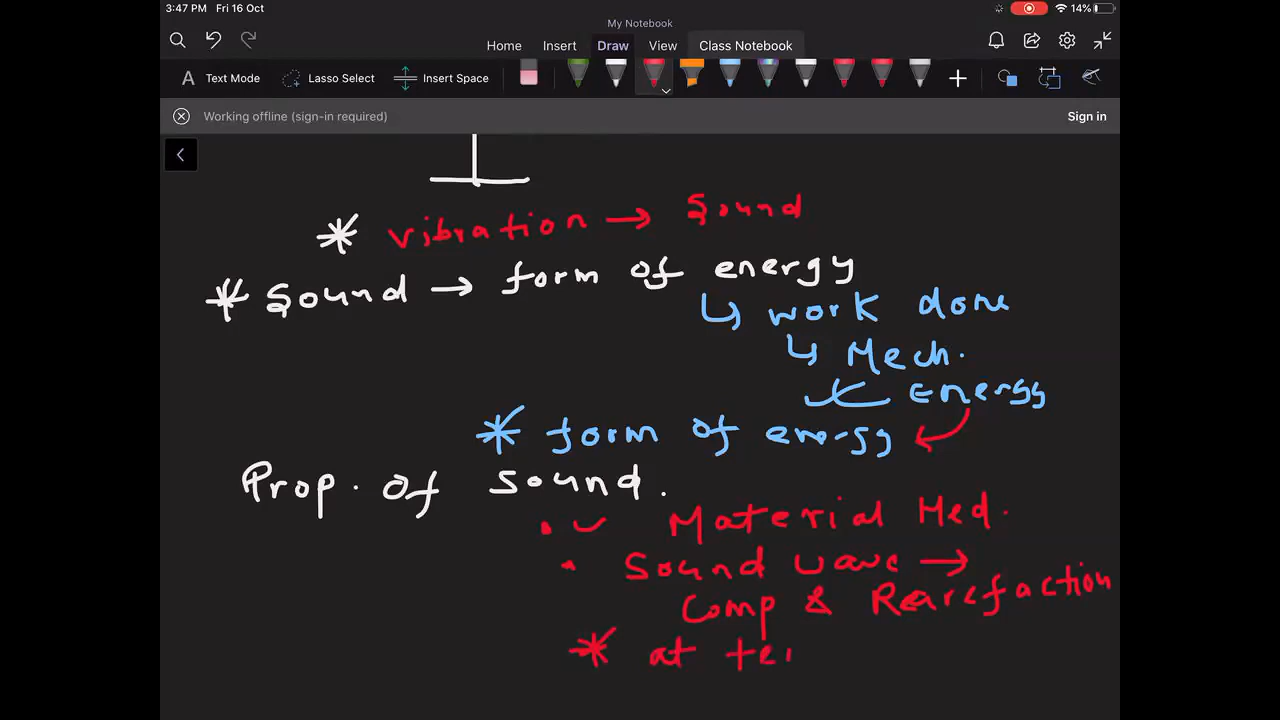 3:47 PM Fri 16 Oct
14%
My Notebook
Home Insert Draw View Class Notebook
Text Mode Lasso Select Insert Space
Working offline (sign-in required) Sign in
* vibration → Sound
* Sound → form of energy
↳ work done
↳ Mech.
energy
* form of energy
Prop. of sound.
• Material Med.
• Sound wave →
Comp & Rearefaction
* at ter